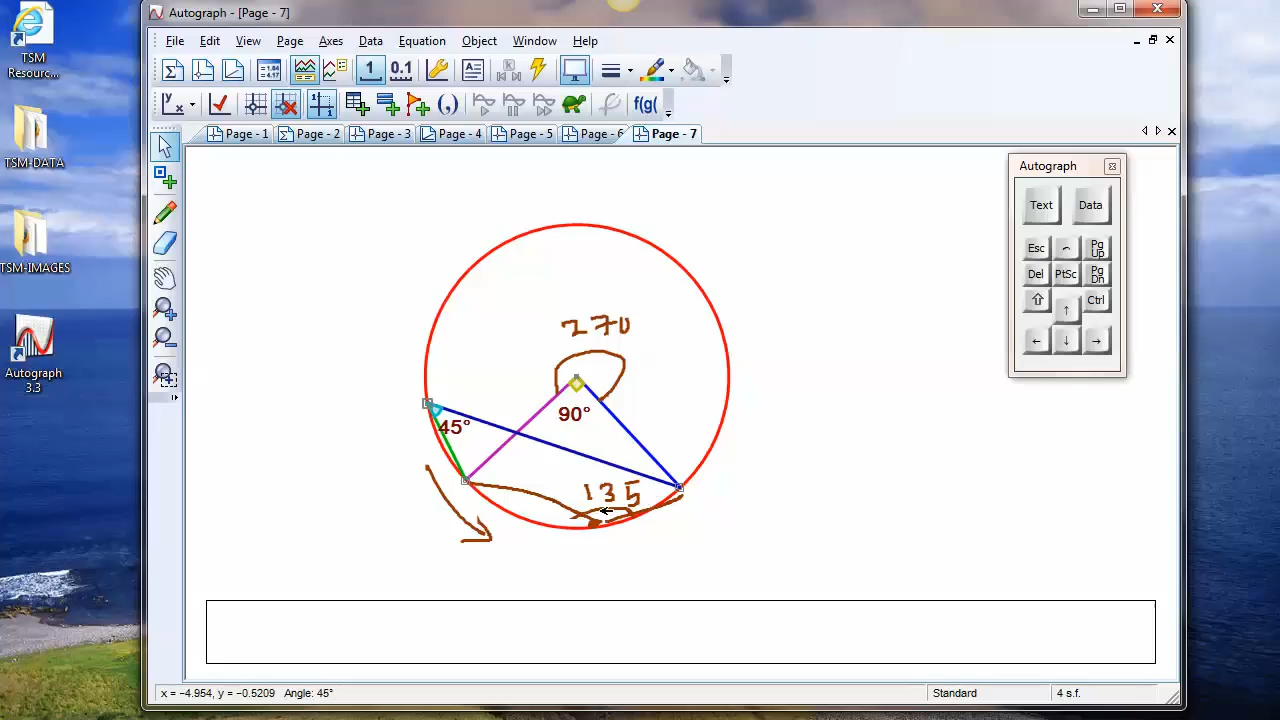 TSM
Resourc...
TSM-DATA
TSM-IMAGES
Autograph
3.3
Autograph - [Page - 7]
File Edit View Page Axes Data Equation Object Window Help
1 0.1 A
y x f(g(
Page - 1 Page - 2 Page - 3 Page - 4 Page - 5 Page - 6 Page - 7
Autograph
Text Data
Esc Pg Up
Del PtSc Pg Dn
Ctrl
270
90°
45°
135
x = −4.954, y = −0.5209 Angle: 45°
Standard
4 s.f.